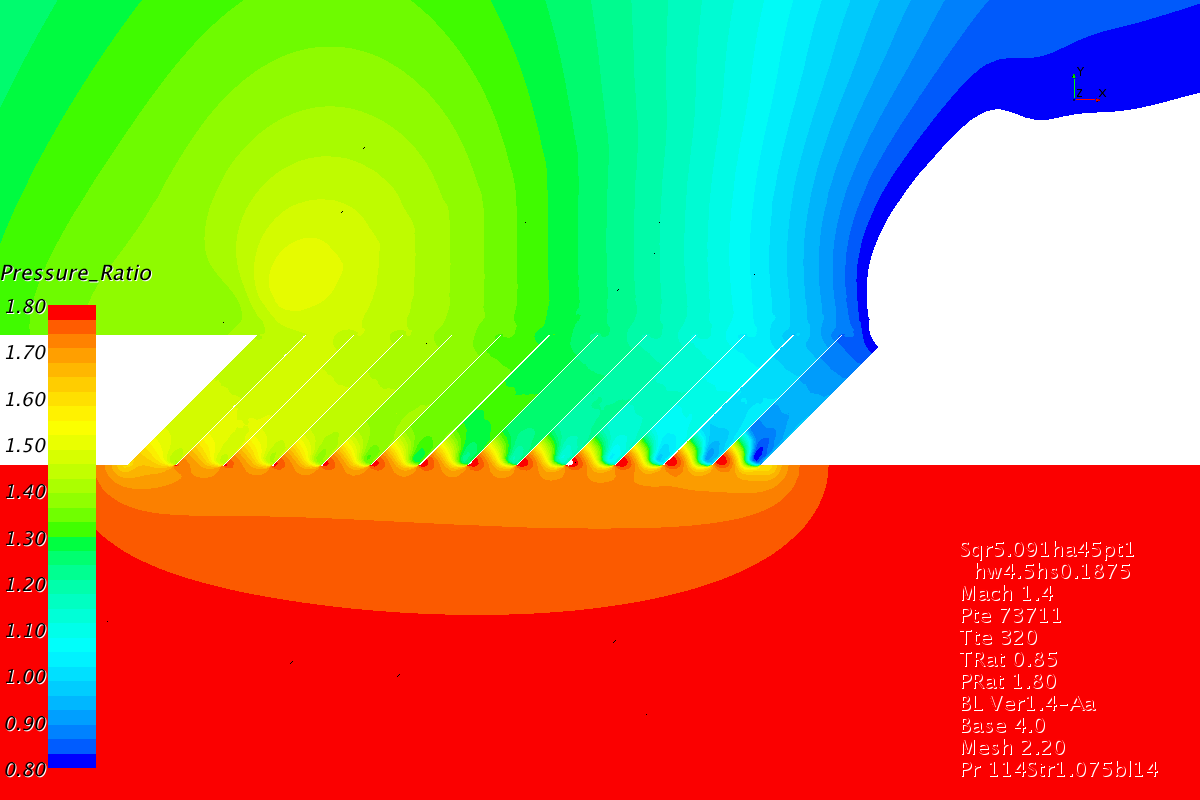 Y
Z X
Pressure_Ratio
1.80
1.70
1.60
1.50
1.40
1.30
1.20
1.10
1.00
0.90
0.80
Sqr5.091ha45pt1
hw4.5hs0.1875
Mach 1.4
Pte 73711
Tte 320
TRat 0.85
PRat 1.80
BL Ver1.4-Aa
Base 4.0
Mesh 2.20
Pr 114Str1.075bl14